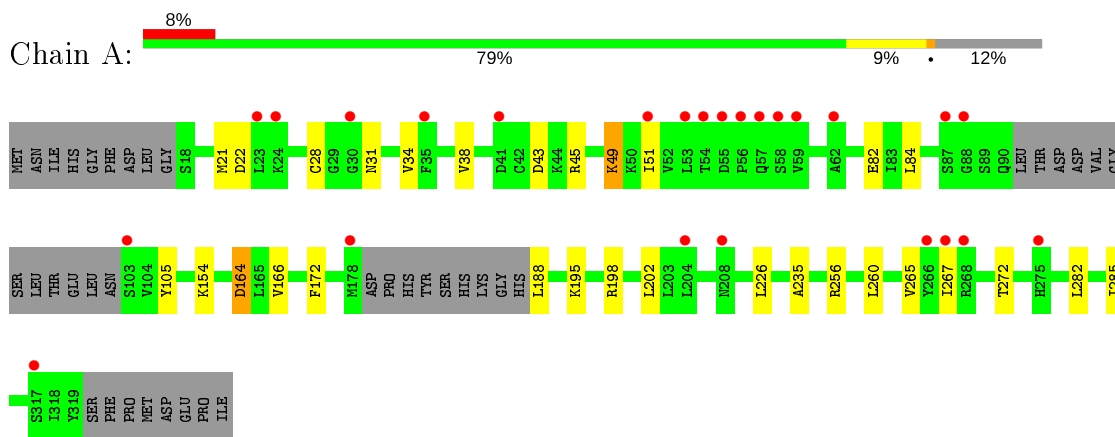 8%
Chain A:
79% 9% • 12%
MET ASN ILE HIS GLY PHE ASP LEU GLY S18 M21 D22 L23 K24 C28 G29 G30 N31 V34 F35 V38 D41 C42 D43 K44 R45 K49 K50 I51 V52 L53 T54 D55 P56 Q57 S58 V59 A62 E82 I83 L84 S87 G88 S89 Q90 LEU THR ASP ASP VAL GLY
SER LEU THR GLU LEU ASN S103 V104 Y105 K154 D164 L165 V166 F172 M178 ASP PRO HIS TYR SER HIS LYS GLY HIS L188 K195 R198 L202 L203 L204 N208 L226 A235 R256 L260 V265 Y266 I267 R268 T272 H275 L282 I285
S317 I318 Y319 SER PHE PRO MET ASP GLU PRO ILE